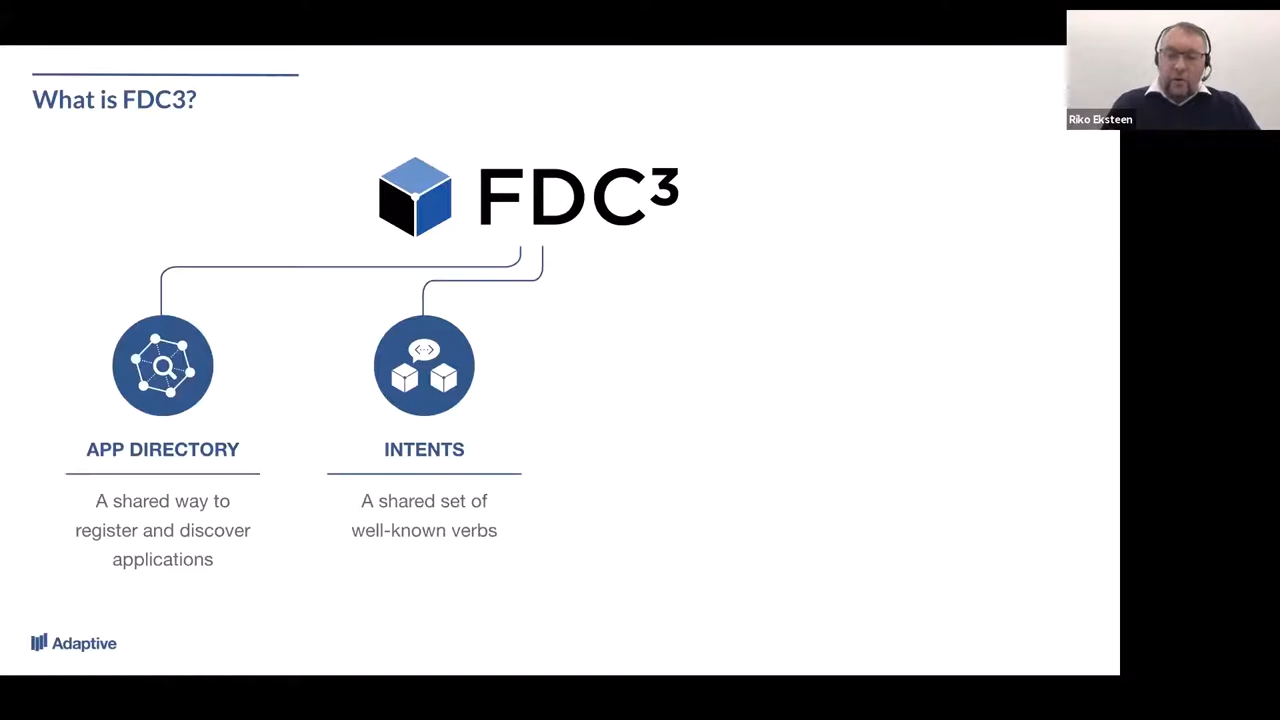 What is FDC3?
Riko Eksteen
FDC³
APP DIRECTORY
A shared way to
register and discover
applications
INTENTS
A shared set of
well-known verbs
Adaptive